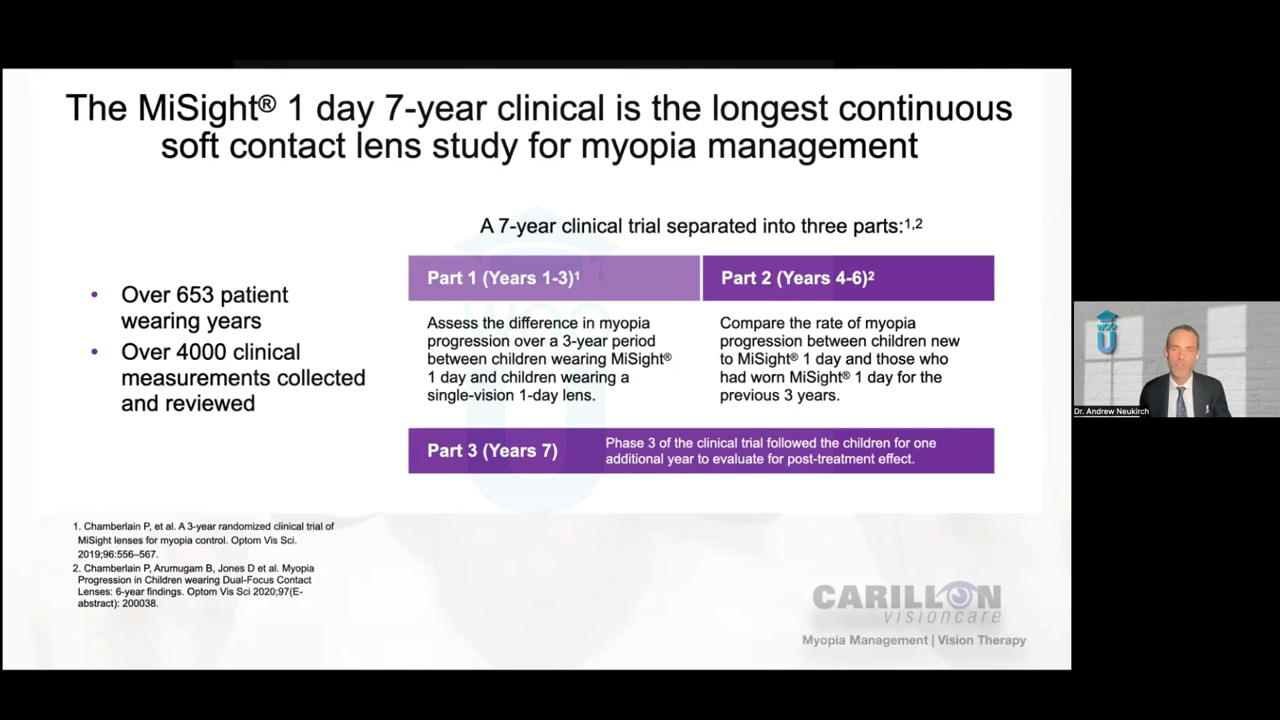 The MiSight® 1 day 7-year clinical is the longest continuous
soft contact lens study for myopia management
A 7-year clinical trial separated into three parts:1,2
• Over 653 patient
wearing years
• Over 4000 clinical
measurements collected
and reviewed
Part 1 (Years 1-3)1
Assess the difference in myopia
progression over a 3-year period
between children wearing MiSight®
1 day and children wearing a
single-vision 1-day lens.
Part 2 (Years 4-6)2
Compare the rate of myopia
progression between children new
to MiSight® 1 day and those who
had worn MiSight® 1 day for the
previous 3 years.
Part 3 (Years 7)
Phase 3 of the clinical trial followed the children for one
additional year to evaluate for post-treatment effect.
1. Chamberlain P, et al. A 3-year randomized clinical trial of
MiSight lenses for myopia control. Optom Vis Sci.
2019;96:556–567.
2. Chamberlain P, Arumugam B, Jones D et al. Myopia
Progression in Children wearing Dual-Focus Contact
Lenses: 6-year findings. Optom Vis Sci 2020;97(E-
abstract): 200038.
CARILLON
visioncare
Myopia Management | Vision Therapy
WOO
U
Dr. Andrew Neukirch